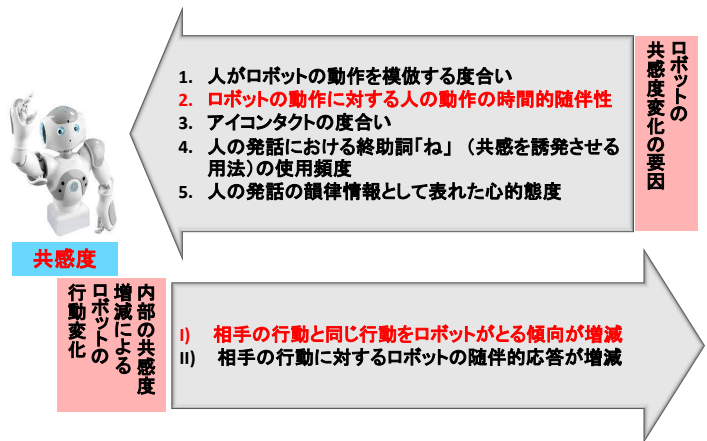 1. 人がロボットの動作を模倣する度合い
2. ロボットの動作に対する人の動作の時間的随伴性
3. アイコンタクトの度合い
4. 人の発話における終助詞「ね」（共感を誘発させる
用法）の使用頻度
5. 人の発話の韻律情報として表れた心的態度
ロボットの
共感度変化の要因
共感度
内部の共感度
増減による
ロボットの
行動変化
I) 相手の行動と同じ行動をロボットがとる傾向が増減
II) 相手の行動に対するロボットの随伴的応答が増減